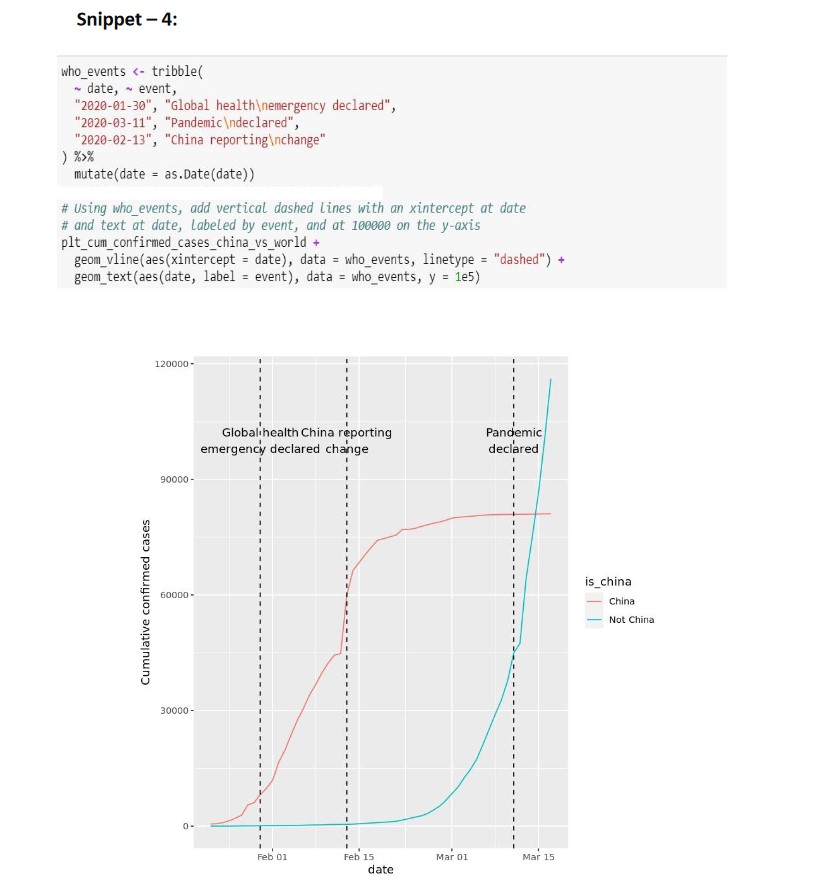 Snippet – 4:
who_events <- tribble(
  ~ date, ~ event,
  "2020-01-30", "Global health\nemergency declared",
  "2020-03-11", "Pandemic\ndeclared",
  "2020-02-13", "China reporting\nchange"
) %>%
  mutate(date = as.Date(date))
# Using who_events, add vertical dashed lines with an xintercept at date
# and text at date, labeled by event, and at 100000 on the y-axis
plt_cum_confirmed_cases_china_vs_world +
  geom_vline(aes(xintercept = date), data = who_events, linetype = "dashed") +
  geom_text(aes(date, label = event), data = who_events, y = 1e5)
120000
Global health China reporting Pandemic
emergency declared change declared
90000
60000
30000
0
Cumulative confirmed cases
is_china
China
Not China
Feb 01 Feb 15 Mar 01 Mar 15
date